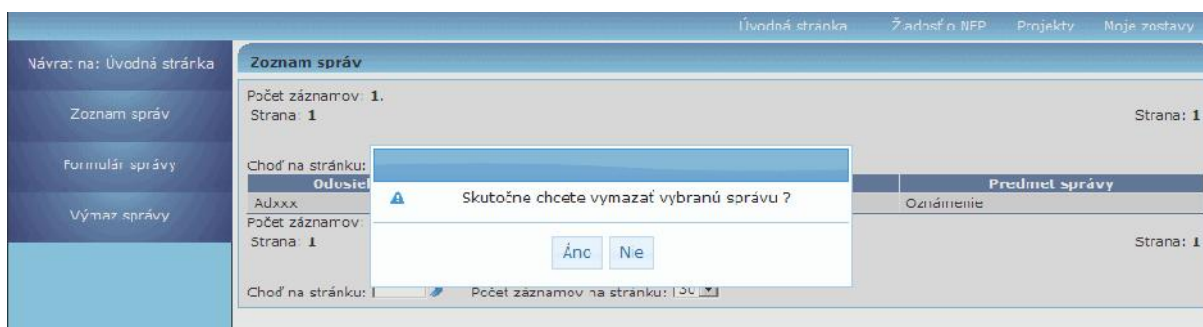 Úvodná stránka Žiadosť o NFP Projekty Moje zostavy
Návrat na: Úvodná stránka
Zoznam správ
Formulár správy
Výmaz správy
Zoznam správ
Počet záznamov: 1.
Strana: 1 Strana: 1
Choď na stránku:
Predmet správy
Adxxx Oznámenie
Skutočne chcete vymazať vybranú správu ?
Áno Nie
Počet záznamov:
Strana: 1 Strana: 1
Choď na stránku: Počet záznamov na stránku: 30